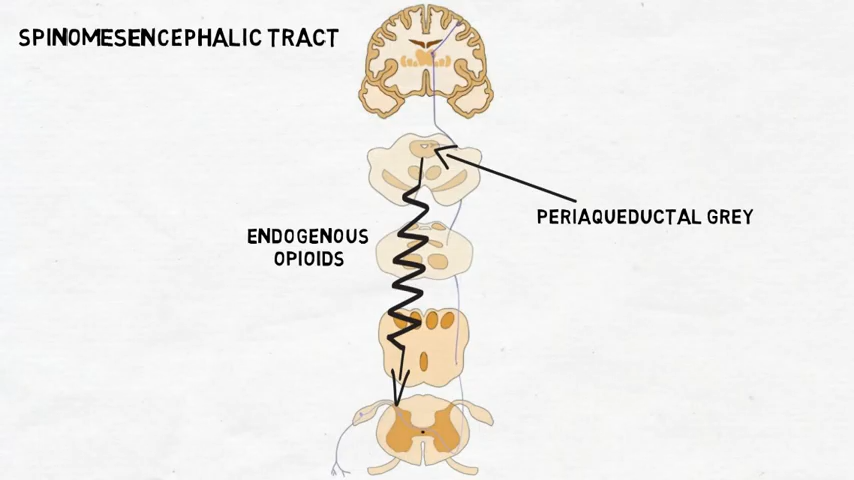 SPINOMESENCEPHALIC TRACT
ENDOGENOUS
OPIOIDS
PERIAQUEDUCTAL GREY